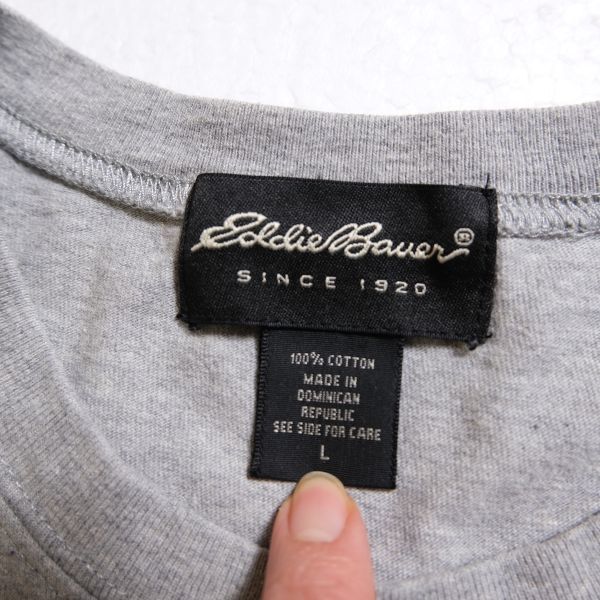 Eddie Bauer®
SINCE 1920
100% COTTON
MADE IN
DOMINICAN
REPUBLIC
SEE SIDE FOR CARE
L